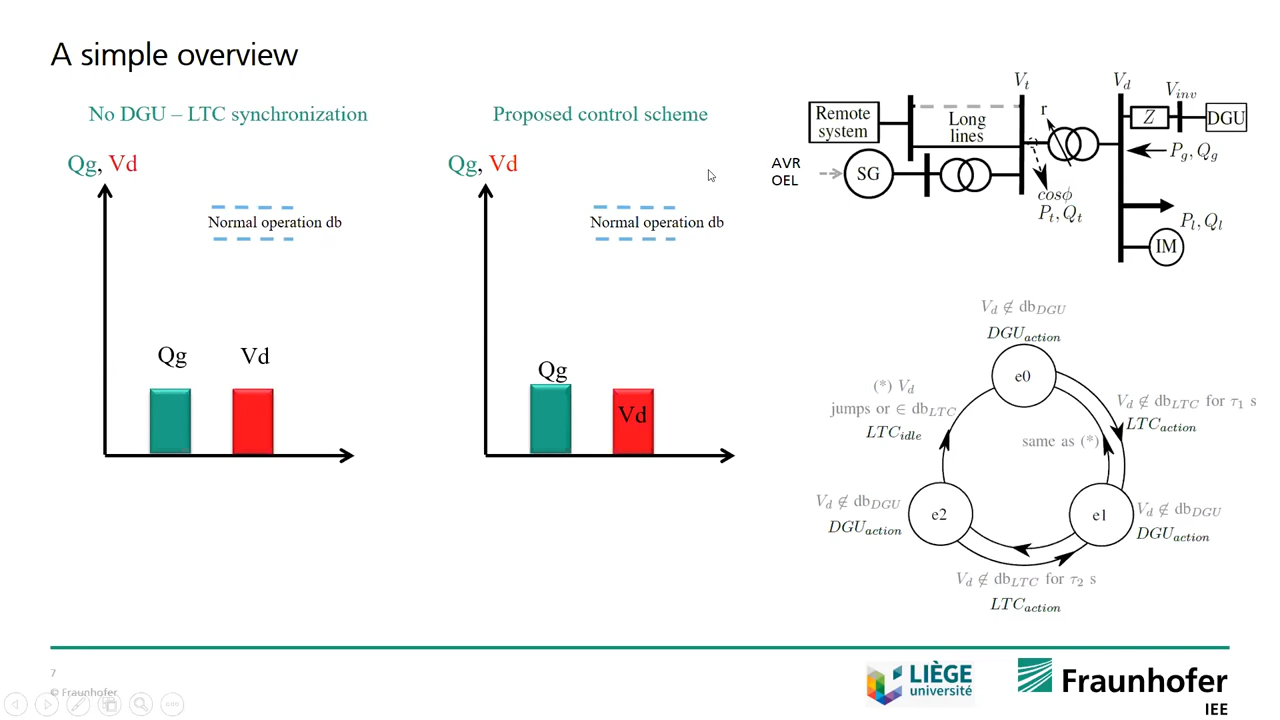 A simple overview
No DGU – LTC synchronization
Qg, Vd
Normal operation db
Qg
Vd
Proposed control scheme
Qg, Vd
Normal operation db
Qg
Vd
AVR
OEL
Remote
system
Long
lines
SG
V_t
r
cosϕ
P_t, Q_t
V_d
V_inv
Z
DGU
P_g, Q_g
P_l, Q_l
IM
V_d ∉ db_DGU
DGU_action
e0
(*) V_d
jumps or ∈ db_LTC
LTC_idle
V_d ∉ db_LTC for τ_1 s
LTC_action
same as (*)
V_d ∉ db_DGU
DGU_action
e2
e1
V_d ∉ db_DGU
DGU_action
V_d ∉ db_LTC for τ_2 s
LTC_action
7
© Fraunhofer
LIÈGE
université
Fraunhofer
IEE